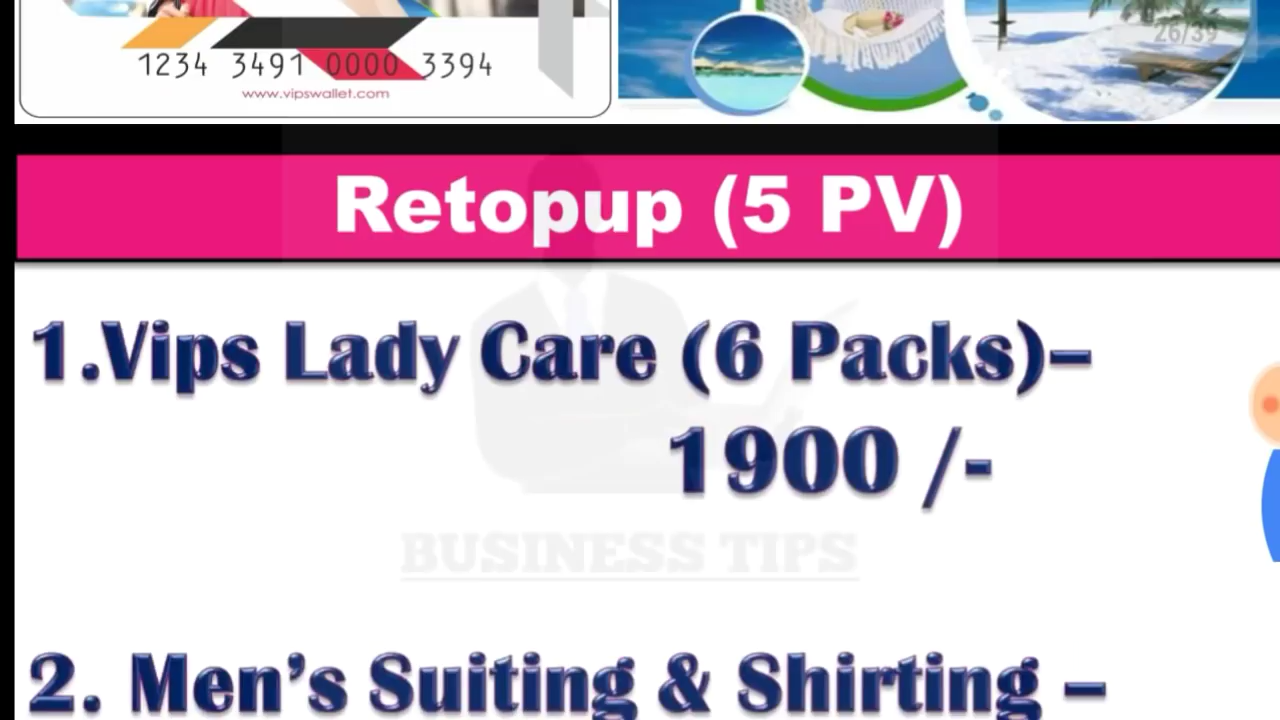 1234 3491 0000 3394
www.vipswallet.com
26/39
Retopup (5 PV)
1.Vips Lady Care (6 Packs)–
1900 /-
BUSINESS TIPS
2. Men's Suiting & Shirting –